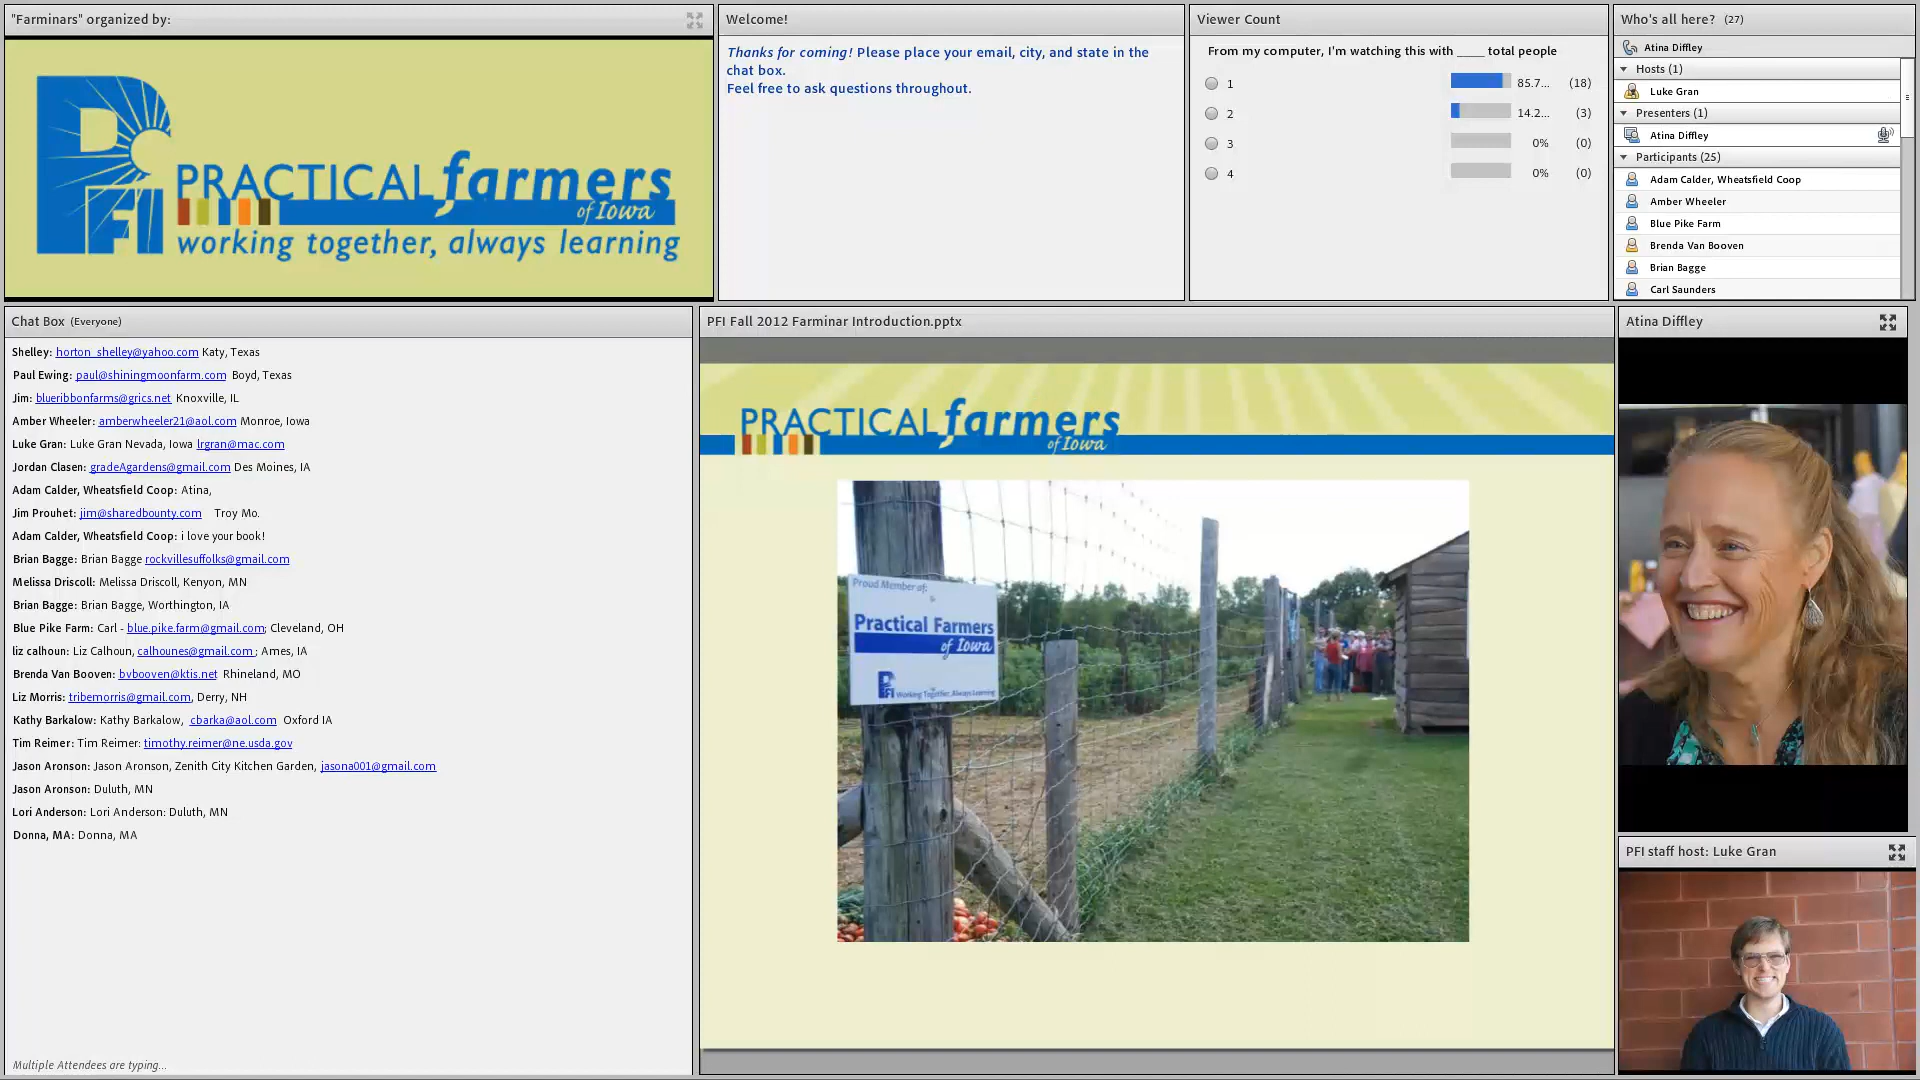 "Farminars" organized by:
PFI
PRACTICAL farmers
of Iowa
working together, always learning
Welcome!
Thanks for coming! Please place your email, city, and state in the
chat box.
Feel free to ask questions throughout.
Viewer Count
From my computer, I'm watching this with ____ total people
1 85.7... (18)
2 14.2... (3)
3 0% (0)
4 0% (0)
Who's all here? (27)
Atina Diffley
Hosts (1)
Luke Gran
Presenters (1)
Atina Diffley
Participants (25)
Adam Calder, Wheatsfield Coop
Amber Wheeler
Blue Pike Farm
Brenda Van Booven
Brian Bagge
Carl Saunders
Chat Box (Everyone)
Shelley: horton_shelley@yahoo.com Katy, Texas
Paul Ewing: paul@shiningmoonfarm.com Boyd, Texas
Jim: blueribbonfarms@grics.net Knoxville, IL
Amber Wheeler: amberwheeler21@aol.com Monroe, Iowa
Luke Gran: Luke Gran Nevada, Iowa lrgran@mac.com
Jordan Clasen: gradeAgardens@gmail.com Des Moines, IA
Adam Calder, Wheatsfield Coop: Atina,
Jim Prouhet: jim@sharedbounty.com Troy Mo.
Adam Calder, Wheatsfield Coop: i love your book!
Brian Bagge: Brian Bagge rockvillesuffolks@gmail.com
Melissa Driscoll: Melissa Driscoll, Kenyon, MN
Brian Bagge: Brian Bagge, Worthington, IA
Blue Pike Farm: Carl - blue.pike.farm@gmail.com; Cleveland, OH
liz calhoun: Liz Calhoun, calhounes@gmail.com ; Ames, IA
Brenda Van Booven: bvbooven@ktis.net Rhineland, MO
Liz Morris: tribemorris@gmail.com, Derry, NH
Kathy Barkalow: Kathy Barkalow, cbarka@aol.com Oxford IA
Tim Reimer: Tim Reimer: timothy.reimer@ne.usda.gov
Jason Aronson: Jason Aronson, Zenith City Kitchen Garden, jasona001@gmail.com
Jason Aronson: Duluth, MN
Lori Anderson: Lori Anderson: Duluth, MN
Donna, MA: Donna, MA
Multiple Attendees are typing...
PFI Fall 2012 Farminar Introduction.pptx
PRACTICAL farmers
of Iowa
Proud Member of:
Practical Farmers
of Iowa
PFI Working Together, Always Learning
Atina Diffley
PFI staff host: Luke Gran